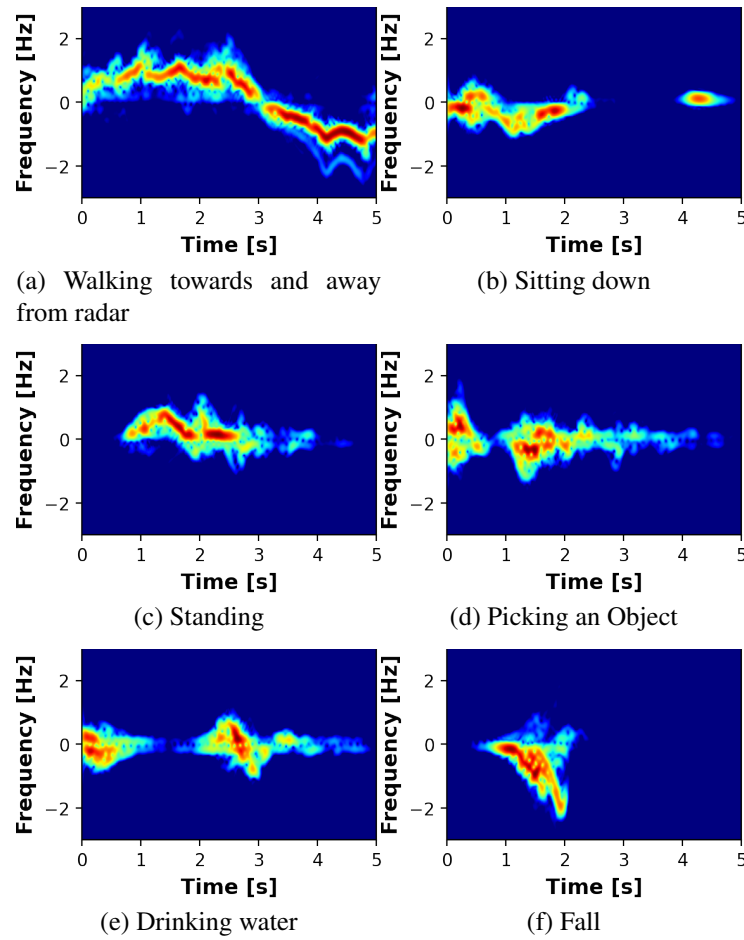 Frequency [Hz]
2
0
−2
0 1 2 3 4 5
Time [s]
(a) Walking towards and away
from radar
Frequency [Hz]
2
0
−2
0 1 2 3 4 5
Time [s]
(b) Sitting down
Frequency [Hz]
2
0
−2
0 1 2 3 4 5
Time [s]
(c) Standing
Frequency [Hz]
2
0
−2
0 1 2 3 4 5
Time [s]
(d) Picking an Object
Frequency [Hz]
2
0
−2
0 1 2 3 4 5
Time [s]
(e) Drinking water
Frequency [Hz]
2
0
−2
0 1 2 3 4 5
Time [s]
(f) Fall